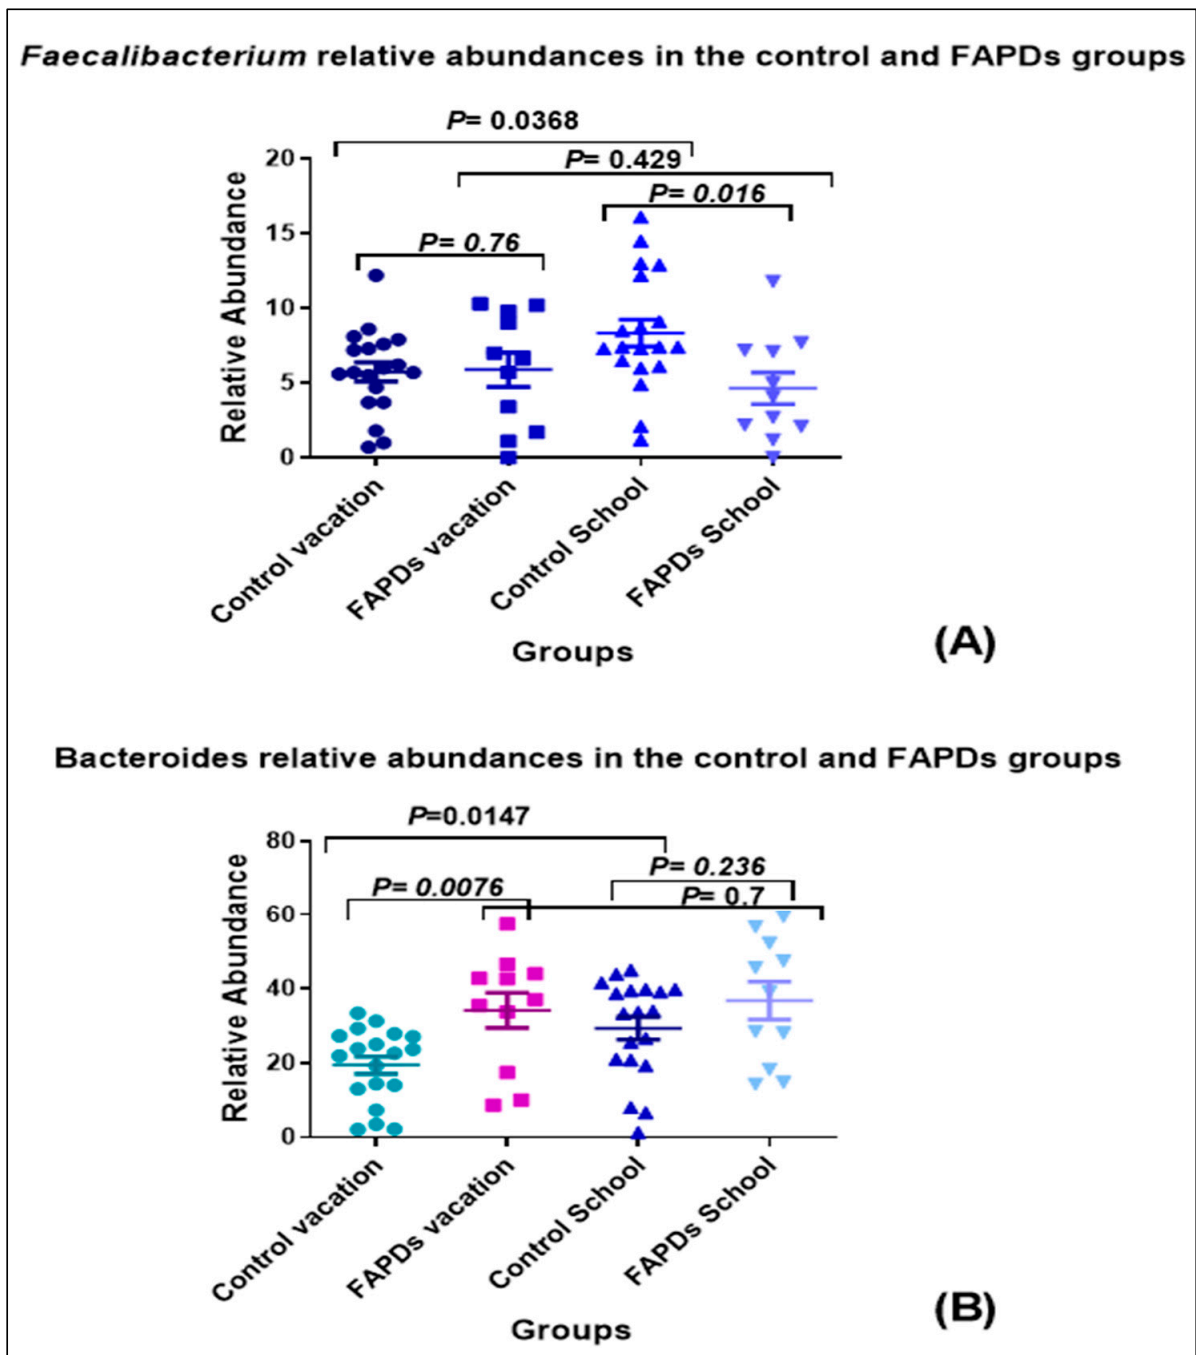 Faecalibacterium relative abundances in the control and FAPDs groups
P= 0.0368
P= 0.429
P= 0.016
P= 0.76
Relative Abundance
20
15
10
5
0
Control vacation
FAPDs vacation
Control School
FAPDs School
Groups
(A)
Bacteroides relative abundances in the control and FAPDs groups
P=0.0147
P= 0.236
P= 0.0076
P= 0.7
Relative Abundance
80
60
40
20
0
Control vacation
FAPDs vacation
Control School
FAPDs School
Groups
(B)